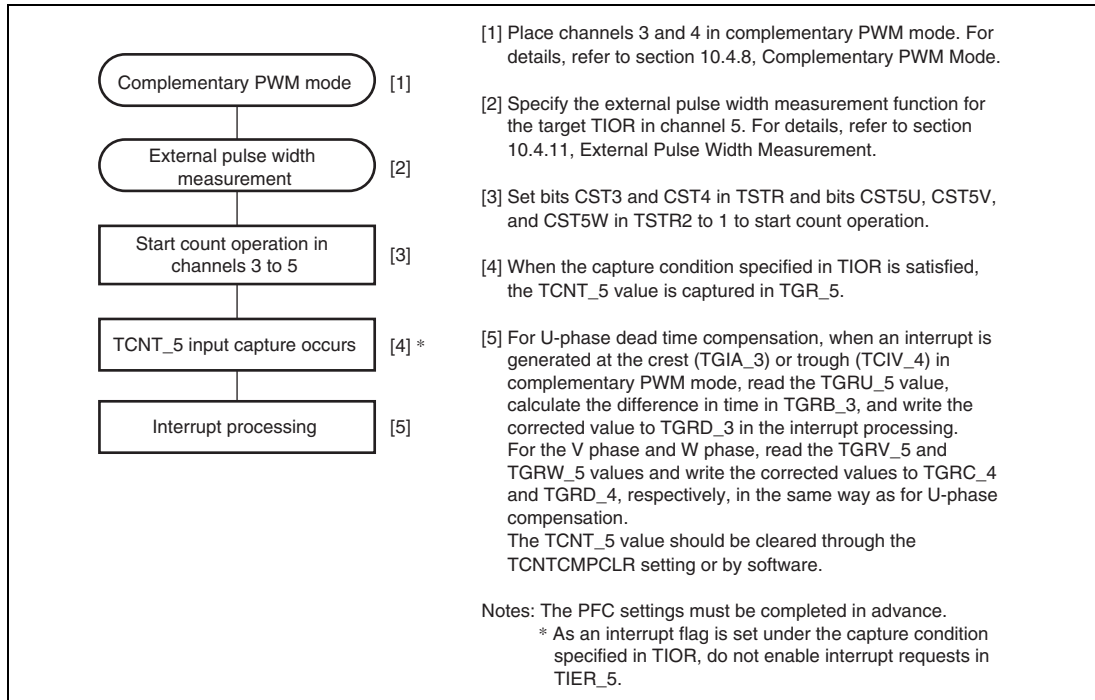 Complementary PWM mode [1]
External pulse width
measurement [2]
Start count operation in
channels 3 to 5 [3]
TCNT_5 input capture occurs [4] *
Interrupt processing [5]
[1] Place channels 3 and 4 in complementary PWM mode. For
details, refer to section 10.4.8, Complementary PWM Mode.
[2] Specify the external pulse width measurement function for
the target TIOR in channel 5. For details, refer to section
10.4.11, External Pulse Width Measurement.
[3] Set bits CST3 and CST4 in TSTR and bits CST5U, CST5V,
and CST5W in TSTR2 to 1 to start count operation.
[4] When the capture condition specified in TIOR is satisfied,
the TCNT_5 value is captured in TGR_5.
[5] For U-phase dead time compensation, when an interrupt is
generated at the crest (TGIA_3) or trough (TCIV_4) in
complementary PWM mode, read the TGRU_5 value,
calculate the difference in time in TGRB_3, and write the
corrected value to TGRD_3 in the interrupt processing.
For the V phase and W phase, read the TGRV_5 and
TGRW_5 values and write the corrected values to TGRC_4
and TGRD_4, respectively, in the same way as for U-phase
compensation.
The TCNT_5 value should be cleared through the
TCNTCMPCLR setting or by software.
Notes: The PFC settings must be completed in advance.
* As an interrupt flag is set under the capture condition
specified in TIOR, do not enable interrupt requests in
TIER_5.